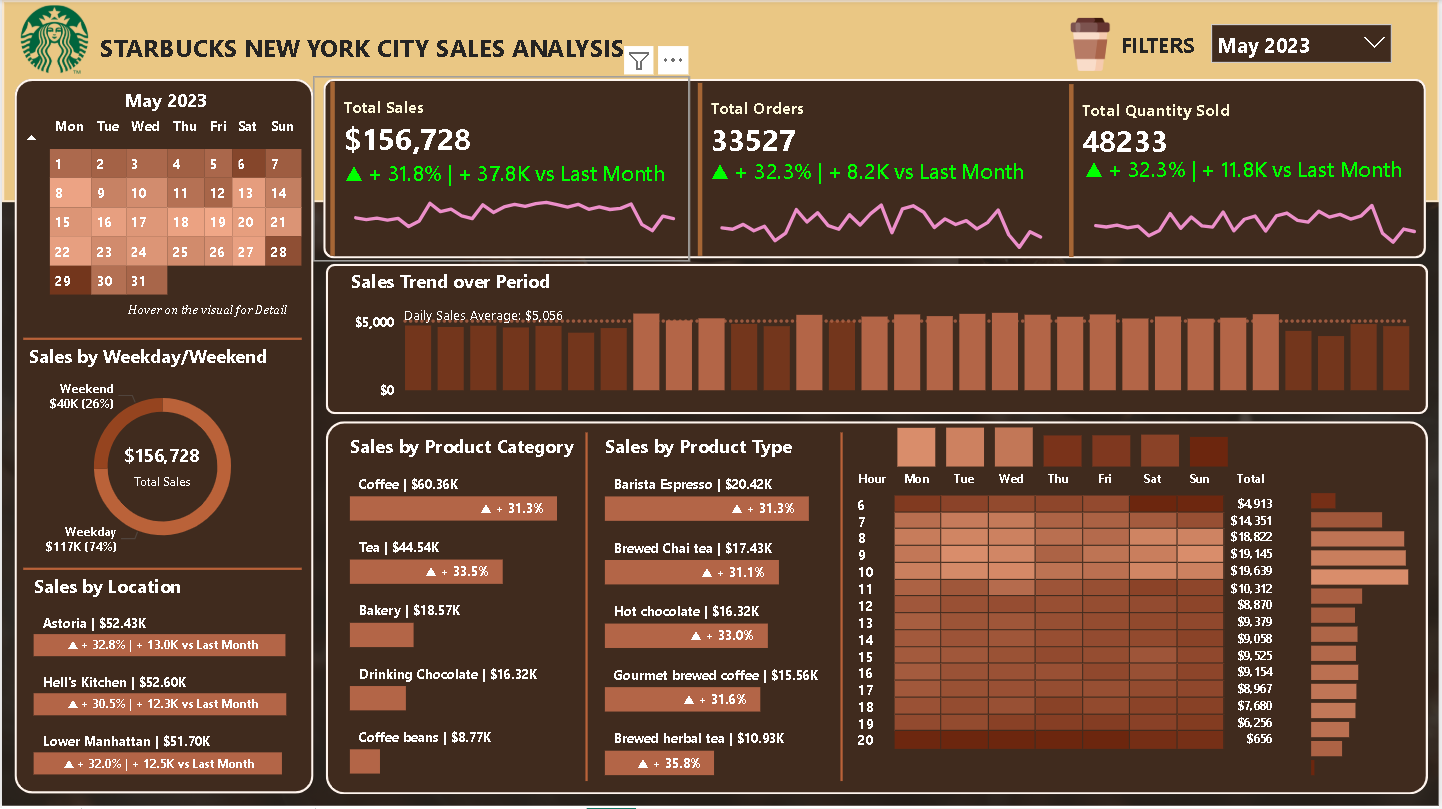 STARBUCKS NEW YORK CITY SALES ANALYSIS
FILTERS
May 2023
May 2023
Mon Tue Wed Thu Fri Sat Sun
1 2 3 4 5 6 7
8 9 10 11 12 13 14
15 16 17 18 19 20 21
22 23 24 25 26 27 28
29 30 31
Hover on the visual for Detail
Sales by Weekday/Weekend
Weekend
$40K (26%)
$156,728
Total Sales
Weekday
$117K (74%)
Sales by Location
Astoria | $52.43K
▲ + 32.8% | + 13.0K vs Last Month
Hell's Kitchen | $52.60K
▲ + 30.5% | + 12.3K vs Last Month
Lower Manhattan | $51.70K
▲ + 32.0% | + 12.5K vs Last Month
Total Sales
$156,728
▲ + 31.8% | + 37.8K vs Last Month
Total Orders
33527
▲ + 32.3% | + 8.2K vs Last Month
Total Quantity Sold
48233
▲ + 32.3% | + 11.8K vs Last Month
Sales Trend over Period
Daily Sales Average: $5,056
$5,000
$0
Sales by Product Category
Coffee | $60.36K
▲ + 31.3%
Tea | $44.54K
▲ + 33.5%
Bakery | $18.57K
Drinking Chocolate | $16.32K
Coffee beans | $8.77K
Sales by Product Type
Barista Espresso | $20.42K
▲ + 31.3%
Brewed Chai tea | $17.43K
▲ + 31.1%
Hot chocolate | $16.32K
▲ + 33.0%
Gourmet brewed coffee | $15.56K
▲ + 31.6%
Brewed herbal tea | $10.93K
▲ + 35.8%
Hour Mon Tue Wed Thu Fri Sat Sun Total
6 $4,913
7 $14,351
8 $18,822
9 $19,145
10 $19,639
11 $10,312
12 $8,870
13 $9,379
14 $9,058
15 $9,525
16 $9,154
17 $8,967
18 $7,680
19 $6,256
20 $656